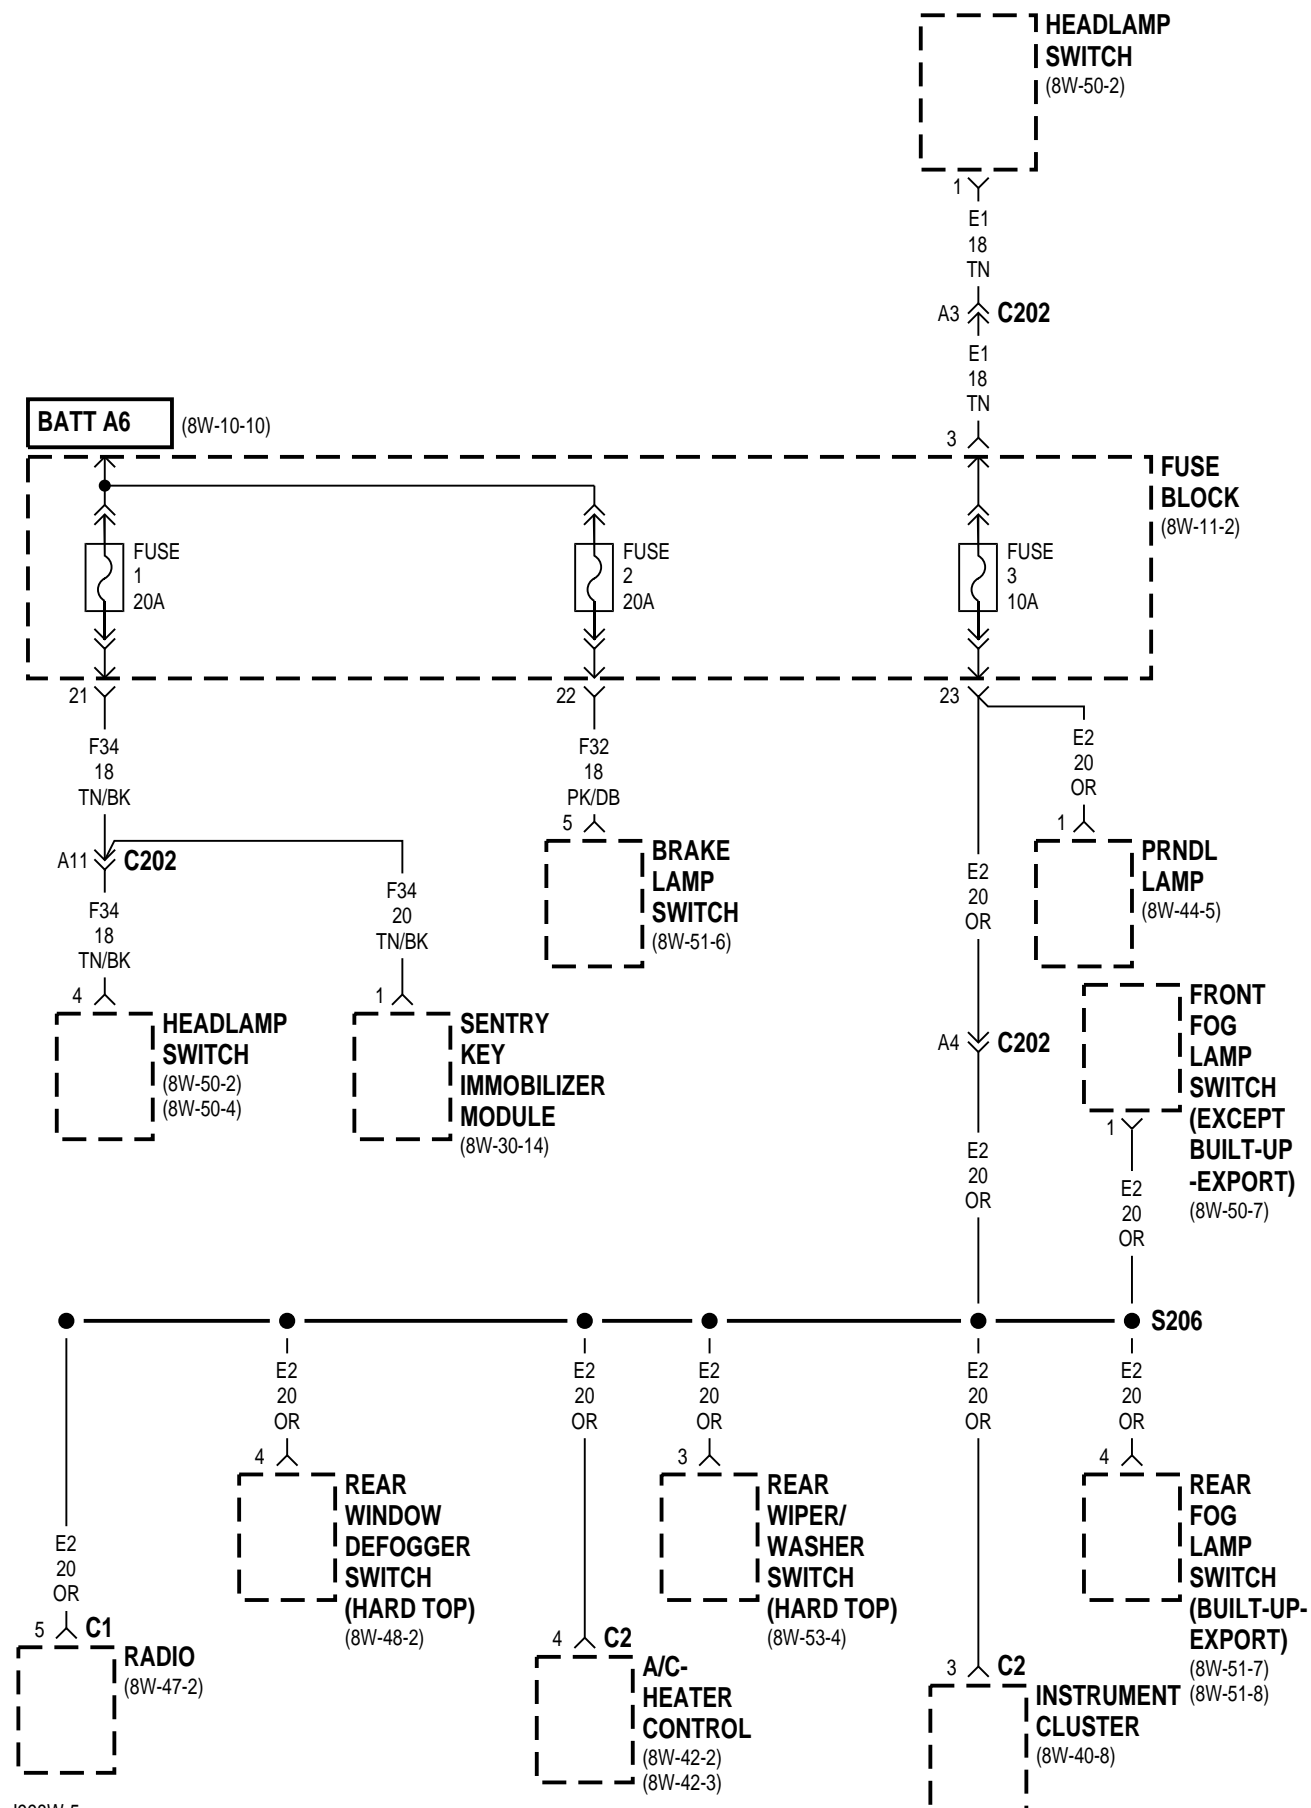 HEADLAMP
SWITCH
(8W-50-2)
1
E1
18
TN
A3
C202
E1
18
TN
3
BATT A6
(8W-10-10)
FUSE
BLOCK
(8W-11-2)
FUSE
1
20A
FUSE
2
20A
FUSE
3
10A
21
F34
18
TN/BK
A11
C202
F34
18
TN/BK
4
HEADLAMP
SWITCH
(8W-50-2)
(8W-50-4)
F34
20
TN/BK
1
SENTRY
KEY
IMMOBILIZER
MODULE
(8W-30-14)
22
F32
18
PK/DB
5
BRAKE
LAMP
SWITCH
(8W-51-6)
23
E2
20
OR
1
PRNDL
LAMP
(8W-44-5)
E2
20
OR
A4
C202
E2
20
OR
FRONT
FOG
LAMP
SWITCH
(EXCEPT
BUILT-UP
-EXPORT)
(8W-50-7)
1
E2
20
OR
S206
E2
20
OR
5
C1
RADIO
(8W-47-2)
E2
20
OR
4
REAR
WINDOW
DEFOGGER
SWITCH
(HARD TOP)
(8W-48-2)
E2
20
OR
4
C2
A/C-
HEATER
CONTROL
(8W-42-2)
(8W-42-3)
E2
20
OR
3
REAR
WIPER/
WASHER
SWITCH
(HARD TOP)
(8W-53-4)
E2
20
OR
3
C2
INSTRUMENT
CLUSTER
(8W-40-8)
E2
20
OR
4
REAR
FOG
LAMP
SWITCH
(BUILT-UP-
EXPORT)
(8W-51-7)
(8W-51-8)